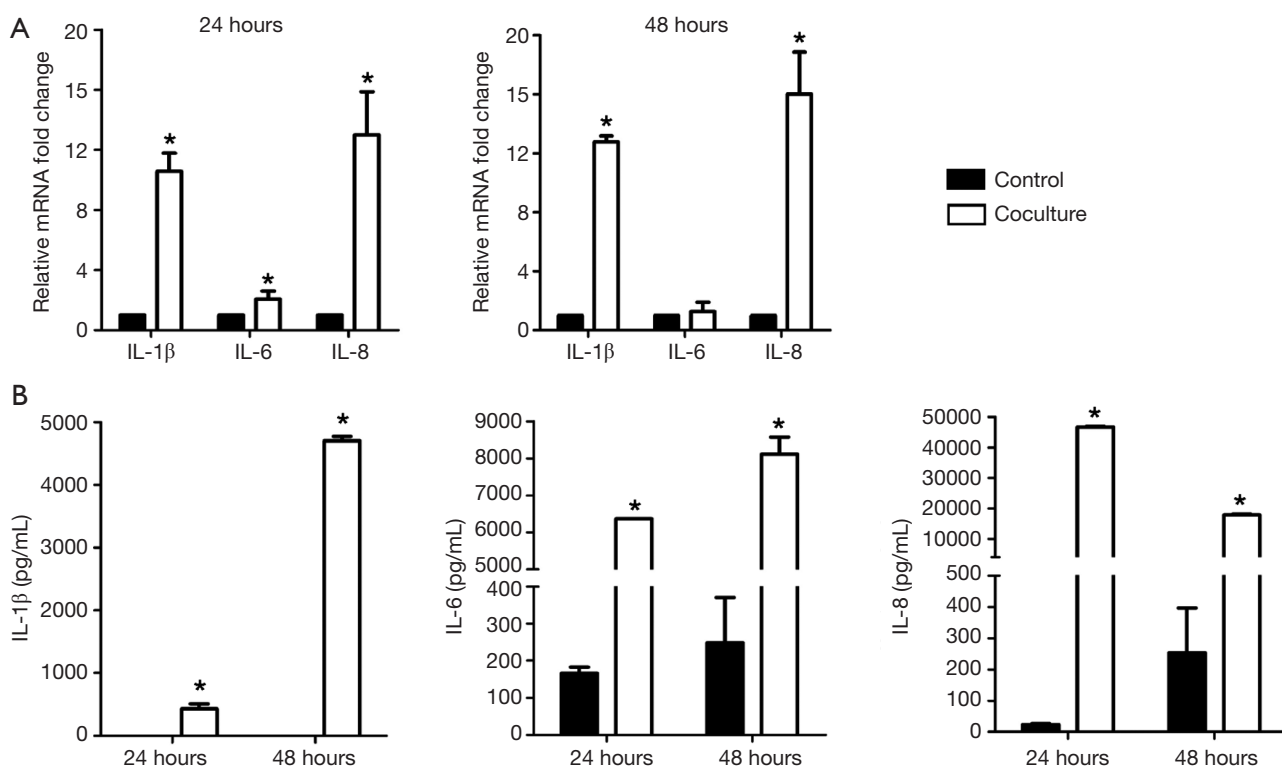 A
24 hours
Relative mRNA fold change
20
15
12
8
4
0
*
*
*
IL-1β
IL-6
IL-8
48 hours
Relative mRNA fold change
20
15
12
8
4
0
*
*
IL-1β
IL-6
IL-8
Control
Coculture
B
IL-1β (pg/mL)
5000
4000
4000
2000
1000
0
*
*
24 hours
48 hours
IL-6 (pg/mL)
9000
8000
7000
6000
5000
400
300
200
100
0
*
*
24 hours
48 hours
IL-8 (pg/mL)
50000
40000
30000
20000
10000
500
400
300
200
100
0
*
*
24 hours
48 hours